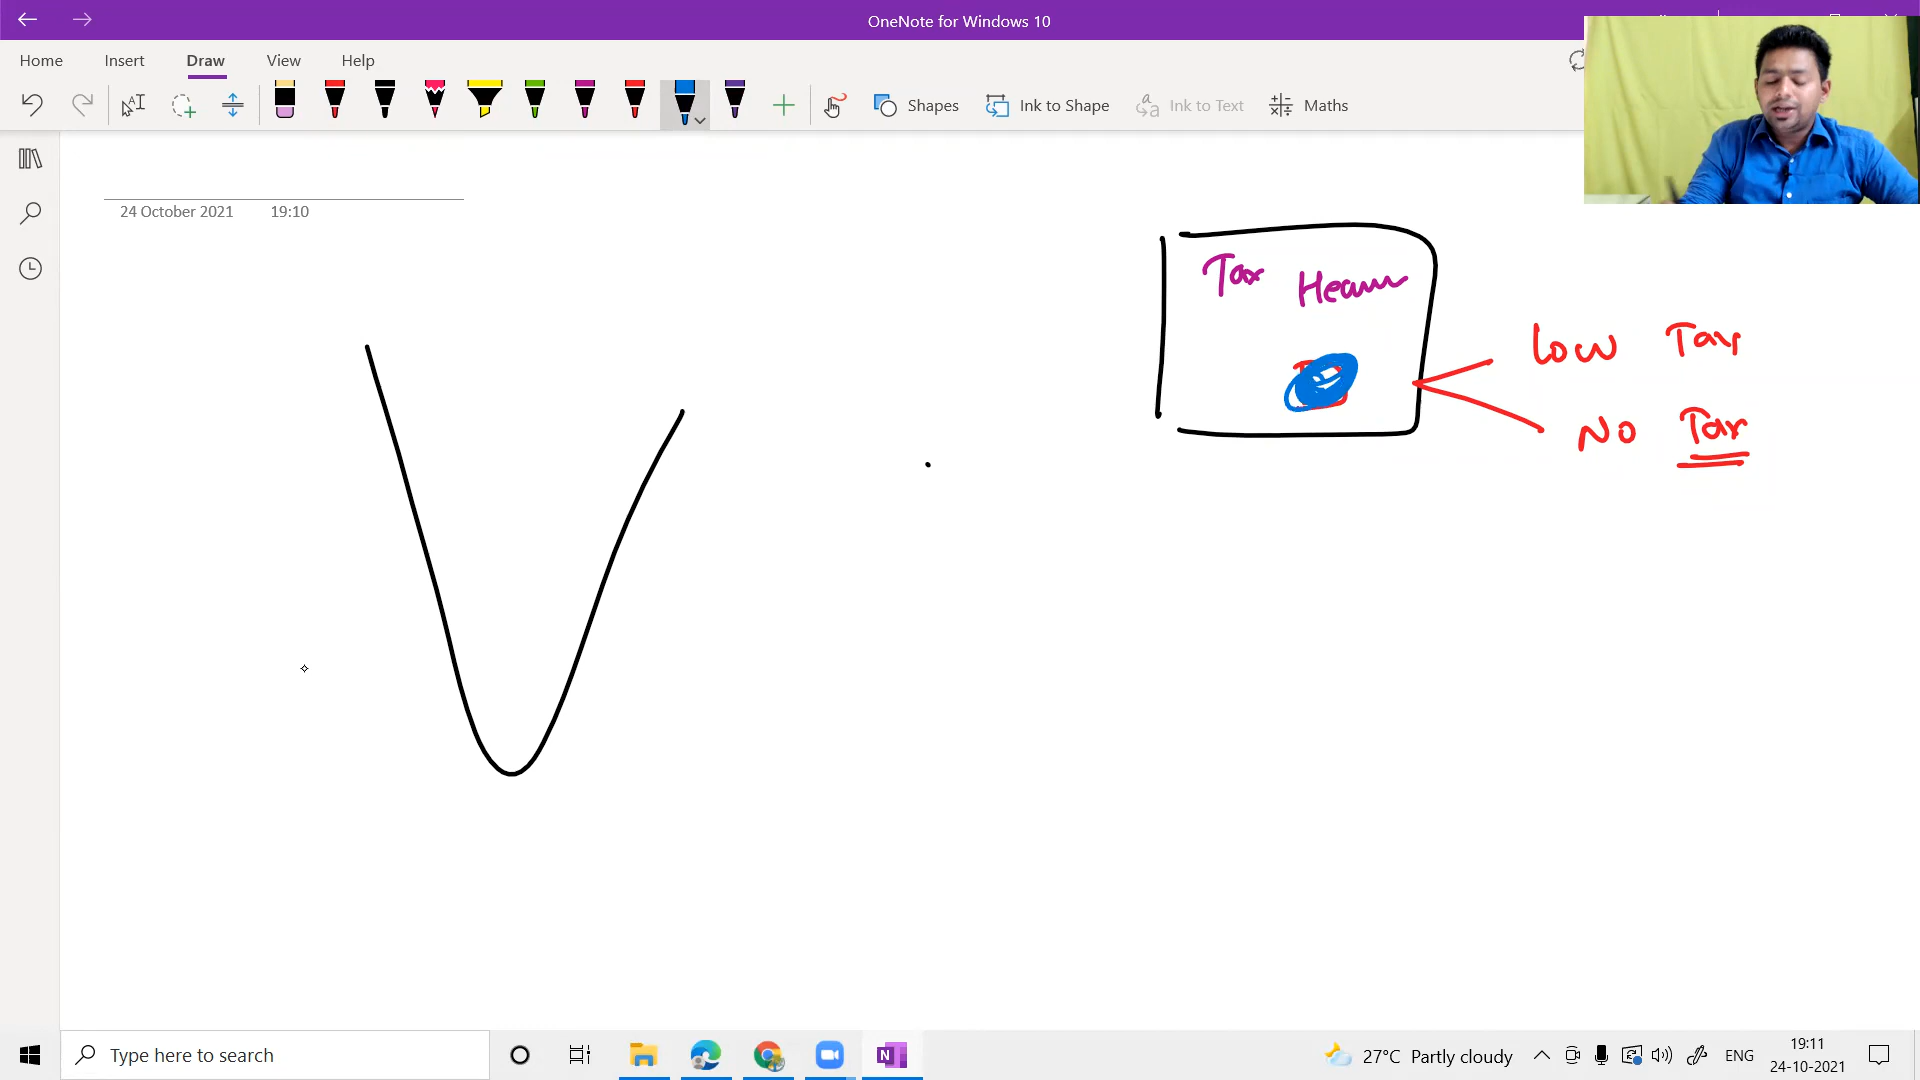 OneNote for Windows 10
Home Insert Draw View Help
Shapes Ink to Shape Ink to Text Maths
24 October 2021 19:10
Tax
Low Tax
No Tax
Type here to search
27°C Partly cloudy
ENG
19:11
24-10-2021